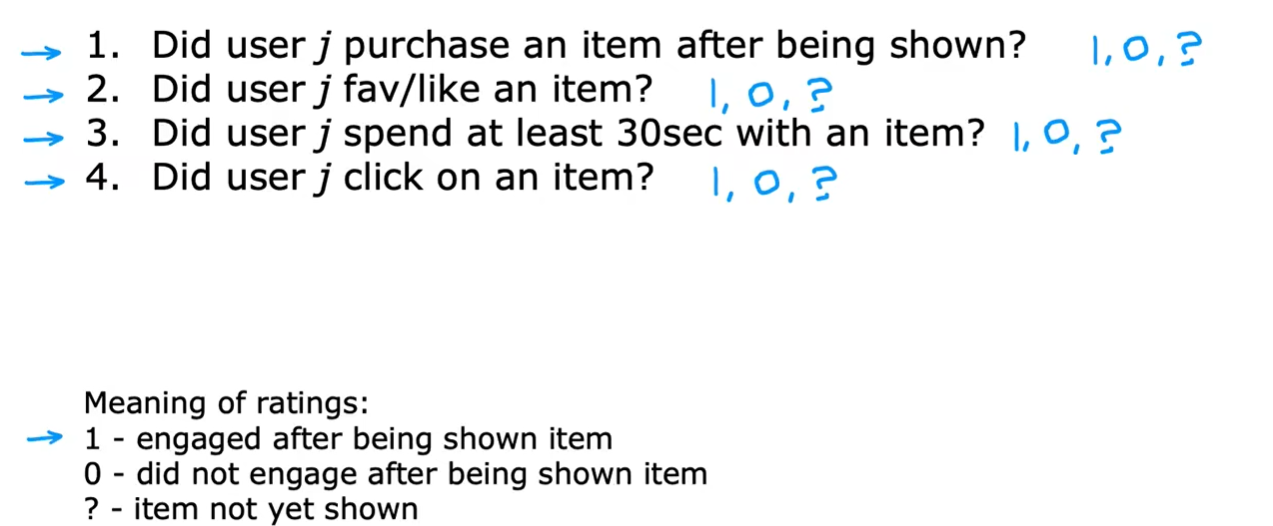 → 1. Did user j purchase an item after being shown? 1, 0, ?
→ 2. Did user j fav/like an item? 1, 0, ?
→ 3. Did user j spend at least 30sec with an item? 1, 0, ?
→ 4. Did user j click on an item? 1, 0, ?
Meaning of ratings:
→ 1 - engaged after being shown item
0 - did not engage after being shown item
? - item not yet shown